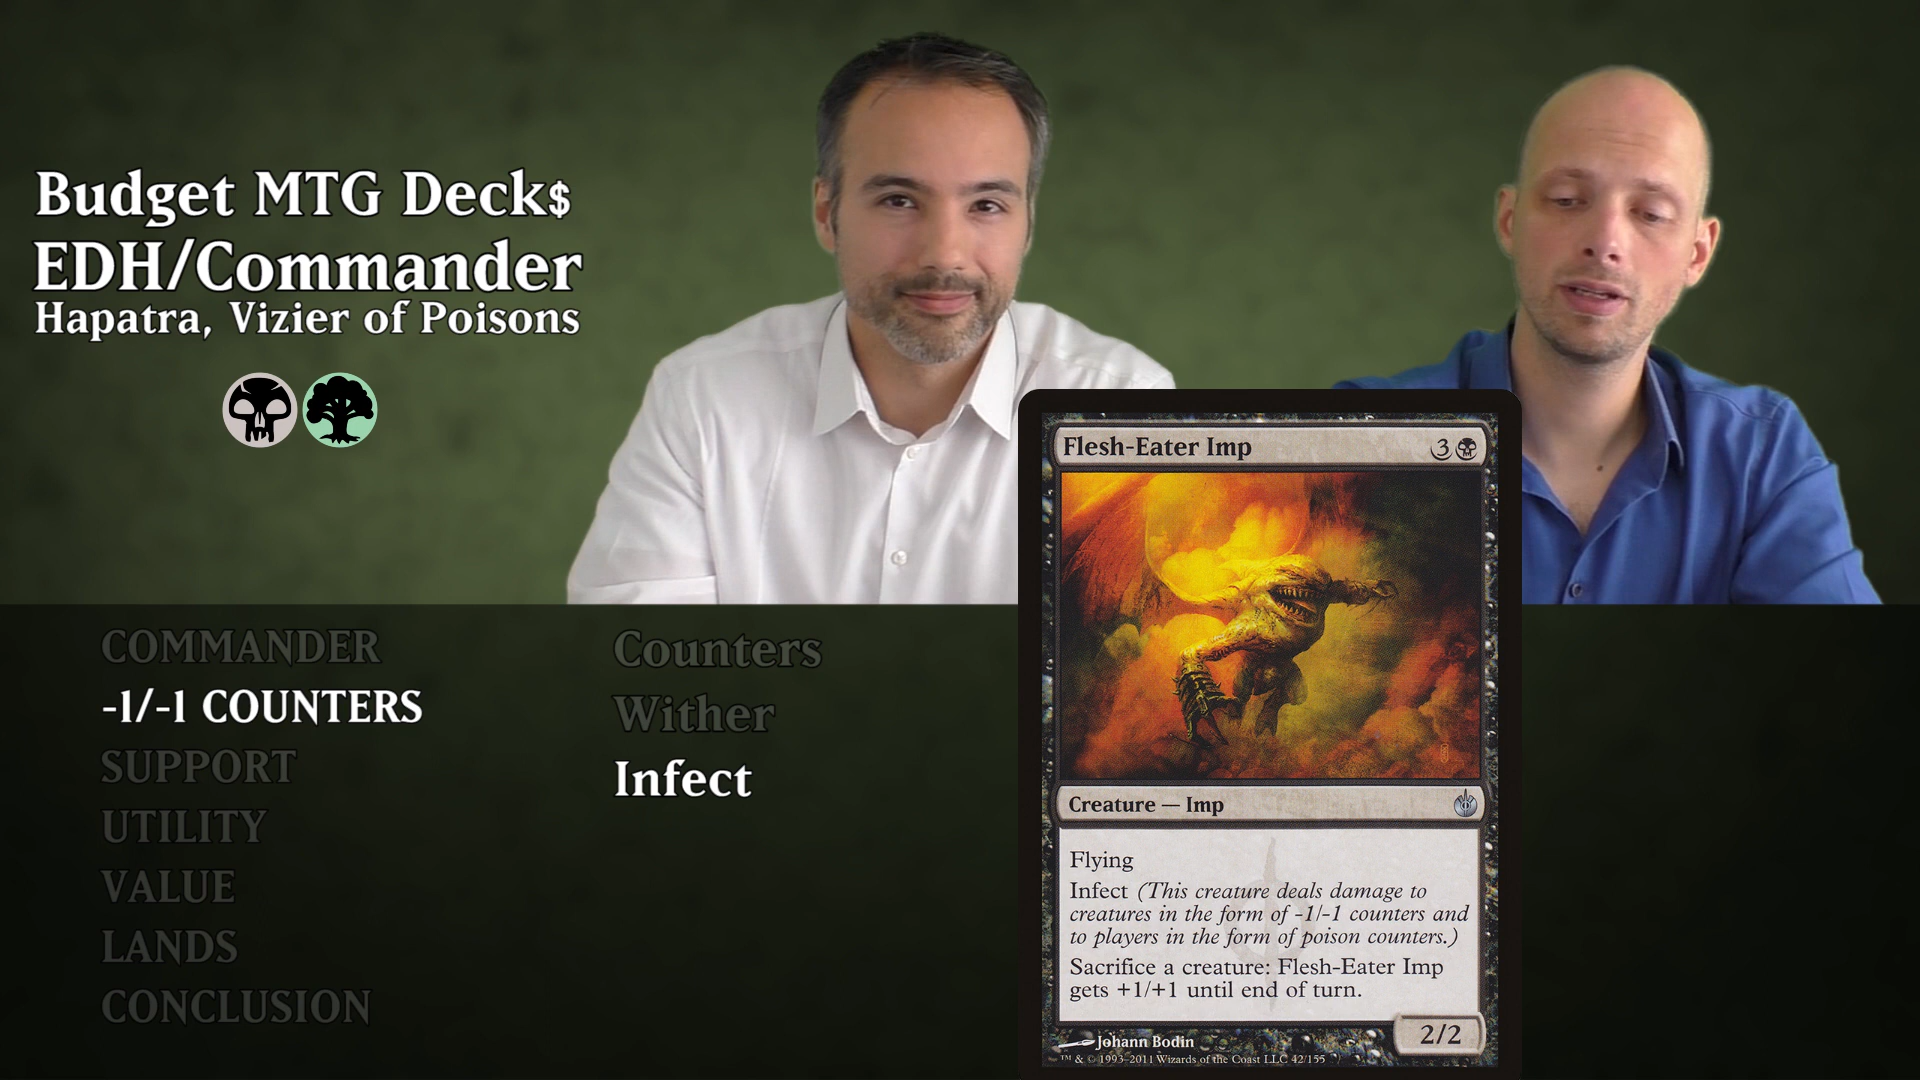 Budget MTG Deck$
EDH/Commander
Hapatra, Vizier of Poisons
COMMANDER
-1/-1 COUNTERS
SUPPORT
UTILITY
VALUE
LANDS
CONCLUSION
Counters
Wither
Infect
Flesh-Eater Imp 3
Creature — Imp
Flying
Infect (This creature deals damage to
creatures in the form of -1/-1 counters and
to players in the form of poison counters.)
Sacrifice a creature: Flesh-Eater Imp
gets +1/+1 until end of turn.
2/2
Johann Bodin
™ & © 1993–2011 Wizards of the Coast LLC 42/155